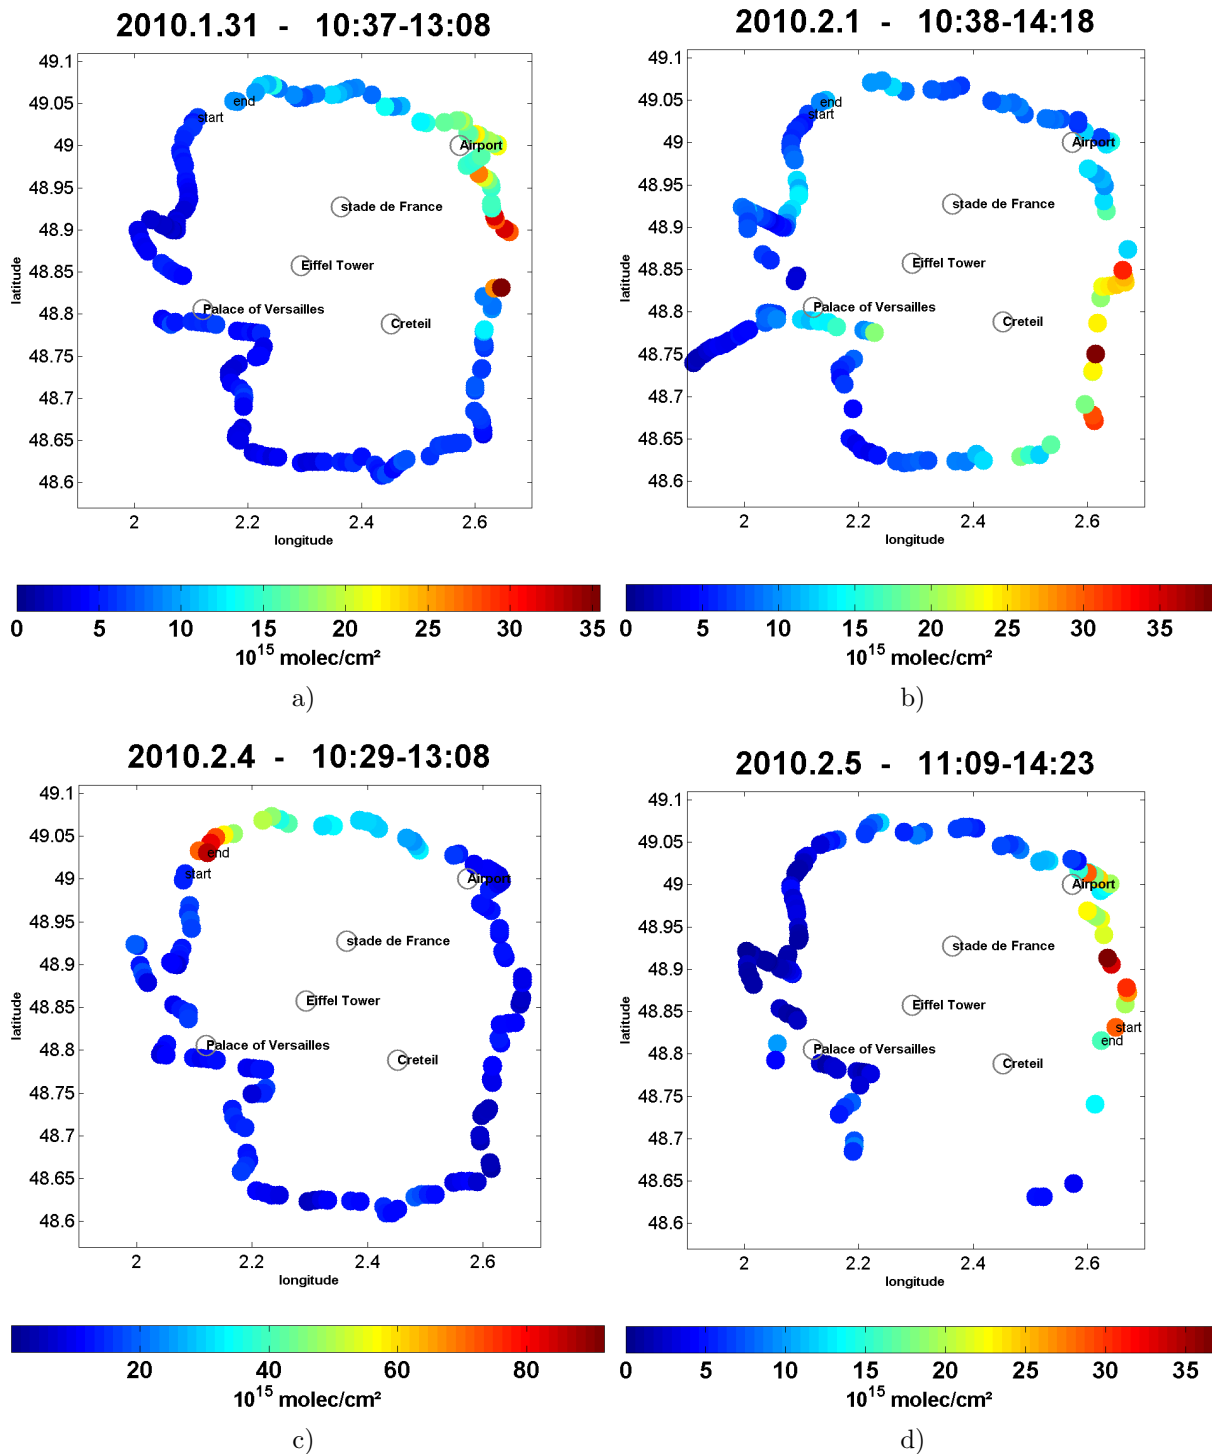 2010.1.31 - 10:37-13:08
49.1
49.05
49
48.95
48.9
48.85
48.8
48.75
48.7
48.65
48.6
latitude
end
start
Airport
stade de France
Eiffel Tower
Palace of Versailles
Creteil
2 2.2 2.4 2.6
longitude
0 5 10 15 20 25 30 35
10¹⁵ molec/cm²
a)
2010.2.1 - 10:38-14:18
49.1
49.05
49
48.95
48.9
48.85
48.8
48.75
48.7
48.65
48.6
latitude
end
start
Airport
stade de France
Eiffel Tower
Palace of Versailles
Creteil
2 2.2 2.4 2.6
longitude
0 5 10 15 20 25 30 35
10¹⁵ molec/cm²
b)
2010.2.4 - 10:29-13:08
49.1
49.05
49
48.95
48.9
48.85
48.8
48.75
48.7
48.65
48.6
latitude
end
start
Airport
stade de France
Eiffel Tower
Palace of Versailles
Creteil
2 2.2 2.4 2.6
longitude
20 40 60 80
10¹⁵ molec/cm²
c)
2010.2.5 - 11:09-14:23
49.1
49.05
49
48.95
48.9
48.85
48.8
48.75
48.7
48.65
48.6
latitude
Airport
stade de France
Eiffel Tower
start
end
Palace of Versailles
Creteil
2 2.2 2.4 2.6
longitude
0 5 10 15 20 25 30 35
10¹⁵ molec/cm²
d)